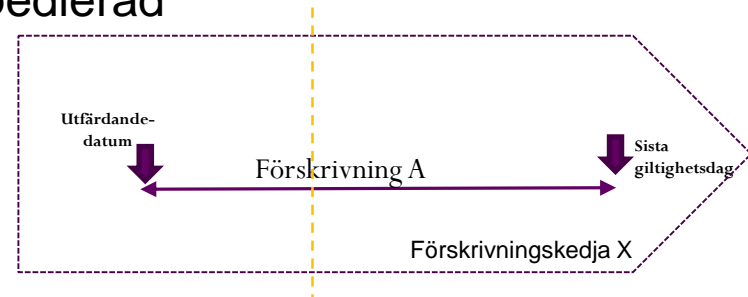 Utfärdande-
datum
Sista
giltighetsdag
Förskrivning A
Förskrivningskedja X